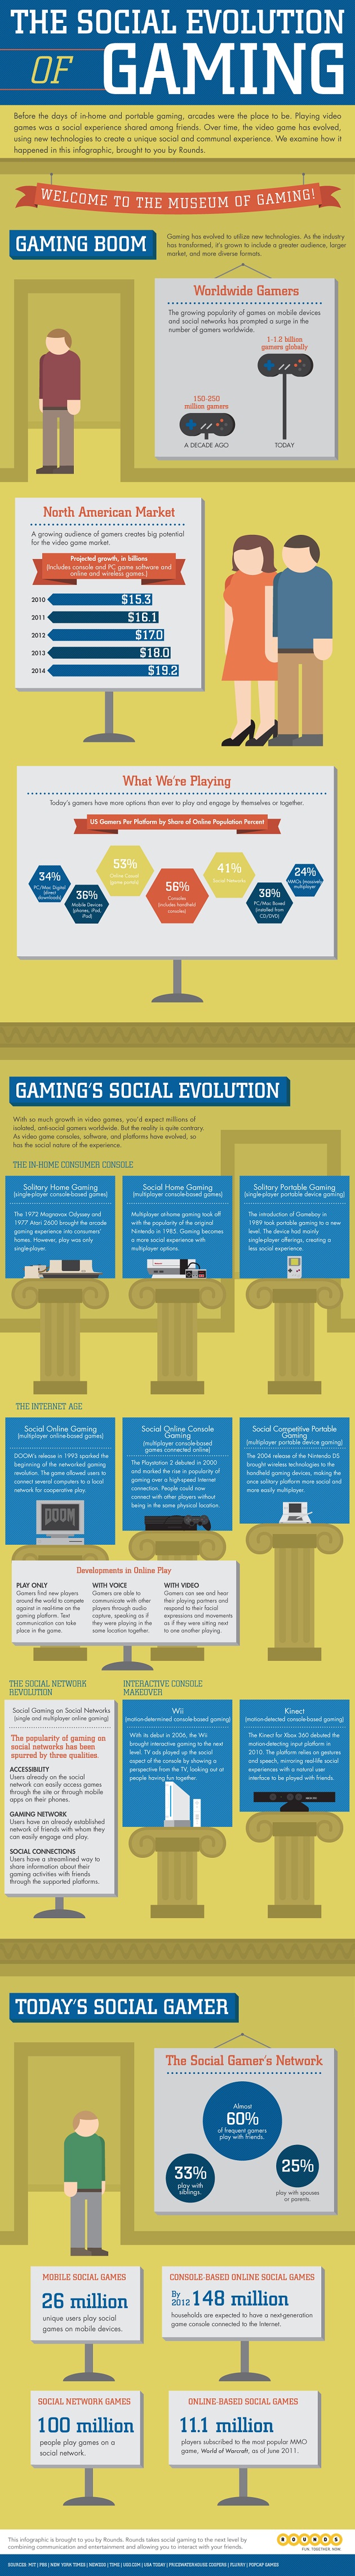 THE SOCIAL EVOLUTION
OF GAMING
Before the days of in-home and portable gaming, arcades were the place to be. Playing video
games was a social experience shared among friends. Over time, the video game has evolved,
using new technologies to create a unique social and communal experience. We examine how it
happened in this infographic, brought to you by Rounds.
WELCOME TO THE MUSEUM OF GAMING!
GAMING BOOM
Gaming has evolved to utilize new technologies. As the industry
has transformed, it's grown to include a greater audience, larger
market, and more diverse formats.
Worldwide Gamers
The growing popularity of games on mobile devices
and social networks has prompted a surge in the
number of gamers worldwide.
1-1.2 billion
gamers globally
150-250
million gamers
A DECADE AGO
TODAY
North American Market
A growing audience of gamers creates big potential
for the video game market.
Projected growth, in billions
(Includes console and PC game software and
online and wireless games.)
2010 $15.3
2011 $16.1
2012 $17.0
2013 $18.0
2014 $19.2
What We're Playing
Today's gamers have more options than ever to play and engage by themselves or together.
US Gamers Per Platform by Share of Online Population Percent
34%
PC/Mac Digital
(direct
downloads)
36%
Mobile Devices
(phones, iPod,
iPad)
53%
Online Casual
(game portals)
56%
Consoles
(includes handheld
consoles)
41%
Social Networks
38%
PC/Mac Boxed
(installed from
CD/DVD)
24%
MMOs (massively
multiplayer
GAMING'S SOCIAL EVOLUTION
With so much growth in video games, you'd expect millions of
isolated, anti-social gamers worldwide. But the reality is quite contrary.
As video game consoles, software, and platforms have evolved, so
has the social nature of the experience.
THE IN-HOME CONSUMER CONSOLE
Solitary Home Gaming
(single-player console-based games)
The 1972 Magnavox Odyssey and
1977 Atari 2600 brought the arcade
gaming experience into consumers'
homes. However, play was only
single-player.
Social Home Gaming
(multiplayer console-based games)
Multiplayer at-home gaming took off
with the popularity of the original
Nintendo in 1985. Gaming becomes
a more social experience with
multiplayer options.
Solitary Portable Gaming
(single-player portable device gaming)
The introduction of Gameboy in
1989 took portable gaming to a new
level. The device had mainly
single-player offerings, creating a
less social experience.
THE INTERNET AGE
Social Online Gaming
(multiplayer online-based games)
DOOM's release in 1993 sparked the
beginning of the networked gaming
revolution. The game allowed users to
connect several computers to a local
network for cooperative play.
DOOM
Social Online Console
Gaming
(multiplayer console-based
games connected online)
The Playstation 2 debuted in 2000
and marked the rise in popularity of
gaming over a high-speed Internet
connection. People could now
connect with other players without
being in the same physical location.
Social Competitive Portable
Gaming
(multiplayer portable device gaming)
The 2004 release of the Nintendo DS
brought wireless technologies to the
handheld gaming devices, making the
once solitary platform more social and
more easily multiplayer.
Developments in Online Play
PLAY ONLY
Gamers find new players
around the world to compete
against in real-time on the
gaming platform. Text
communication can take
place in the game.
WITH VOICE
Gamers are able to
communicate with other
players through audio
capture, speaking as if
they were playing in the
same location together.
WITH VIDEO
Gamers can see and hear
their playing partners and
respond to their facial
expressions and movements
as if they were sitting next
to one another playing.
THE SOCIAL NETWORK
REVOLUTION
Social Gaming on Social Networks
(single and multiplayer online gaming)
The popularity of gaming on
social networks has been
spurred by three qualities.
ACCESSIBILITY
Users already on the social
network can easily access games
through the site or through mobile
apps on their phones.
GAMING NETWORK
Users have an already established
network of friends with whom they
can easily engage and play.
SOCIAL CONNECTIONS
Users have a streamlined way to
share information about their
gaming activities with friends
through the supported platforms.
INTERACTIVE CONSOLE
MAKEOVER
Wii
(motion-determined console-based gaming)
With its debut in 2006, the Wii
brought interactive gaming to the next
level. TV ads played up the social
aspect of the console by showing a
perspective from the TV, looking out at
people having fun together.
Kinect
(motion-detected console-based gaming)
The Kinect for Xbox 360 debuted the
motion-detecting input platform in
2010. The platform relies on gestures
and speech, mirroring real-life social
experiences with a natural user
interface to be played with friends.
TODAY'S SOCIAL GAMER
The Social Gamer's Network
Almost
60%
of frequent gamers
play with friends.
33%
play with
siblings.
25%
play with spouses
or parents.
MOBILE SOCIAL GAMES
26 million
unique users play social
games on mobile devices.
CONSOLE-BASED ONLINE SOCIAL GAMES
By 2012 148 million
households are expected to have a next-generation
game console connected to the Internet.
SOCIAL NETWORK GAMES
100 million
people play games on a
social network.
ONLINE-BASED SOCIAL GAMES
11.1 million
players subscribed to the most popular MMO
game, World of Warcraft, as of June 2011.
This infographic is brought to you by Rounds. Rounds takes social gaming to the next level by
combining communication and entertainment and allowing you to interact with your friends.
ROUNDS
FUN. TOGETHER. NOW.
SOURCES: MIT | PBS | NEW YORK TIMES | NEWZOO | TIME | UGO.COM | USA TODAY | PRICEWATERHOUSE COOPERS | FLURRY | POPCAP GAMES